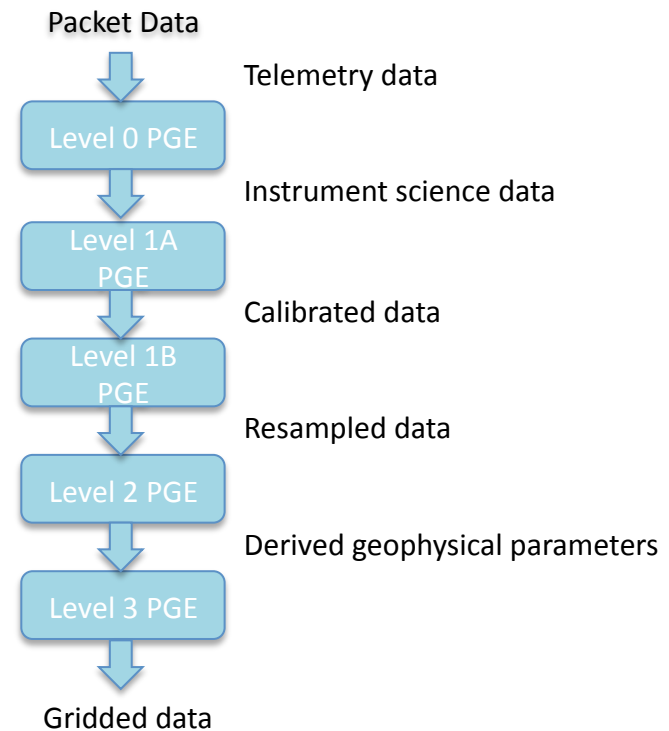 Packet Data
Telemetry data
Level 0 PGE
Instrument science data
Level 1A
PGE
Calibrated data
Level 1B
PGE
Resampled data
Level 2 PGE
Derived geophysical parameters
Level 3 PGE
Gridded data